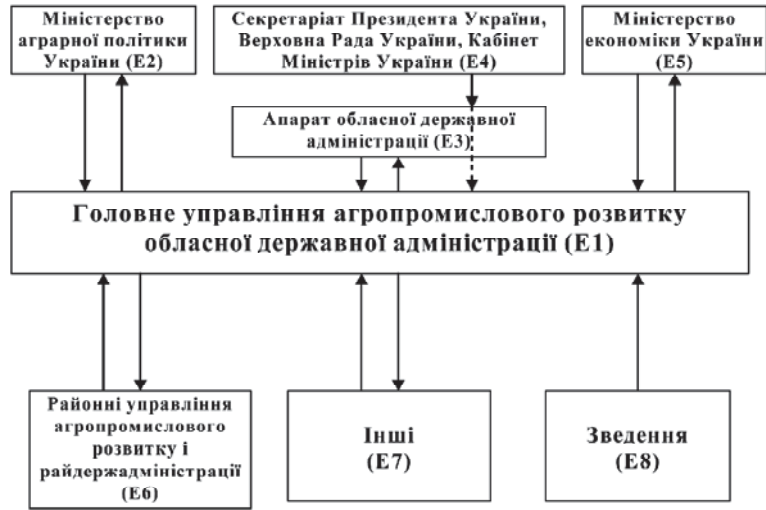 Міністерство
аграрної політики
України (Е2)
Секретаріат Президента України,
Верховна Рада України, Кабінет
Міністрів України (Е4)
Міністерство
економіки України
(Е5)
Апарат обласної державної
адміністрації (Е3)
Головне управління агропромислового розвитку
обласної державної адміністрації (Е1)
Районні управління
агропромислового
розвитку і
райдержадміністрації
(Е6)
Інші
(Е7)
Зведення
(Е8)